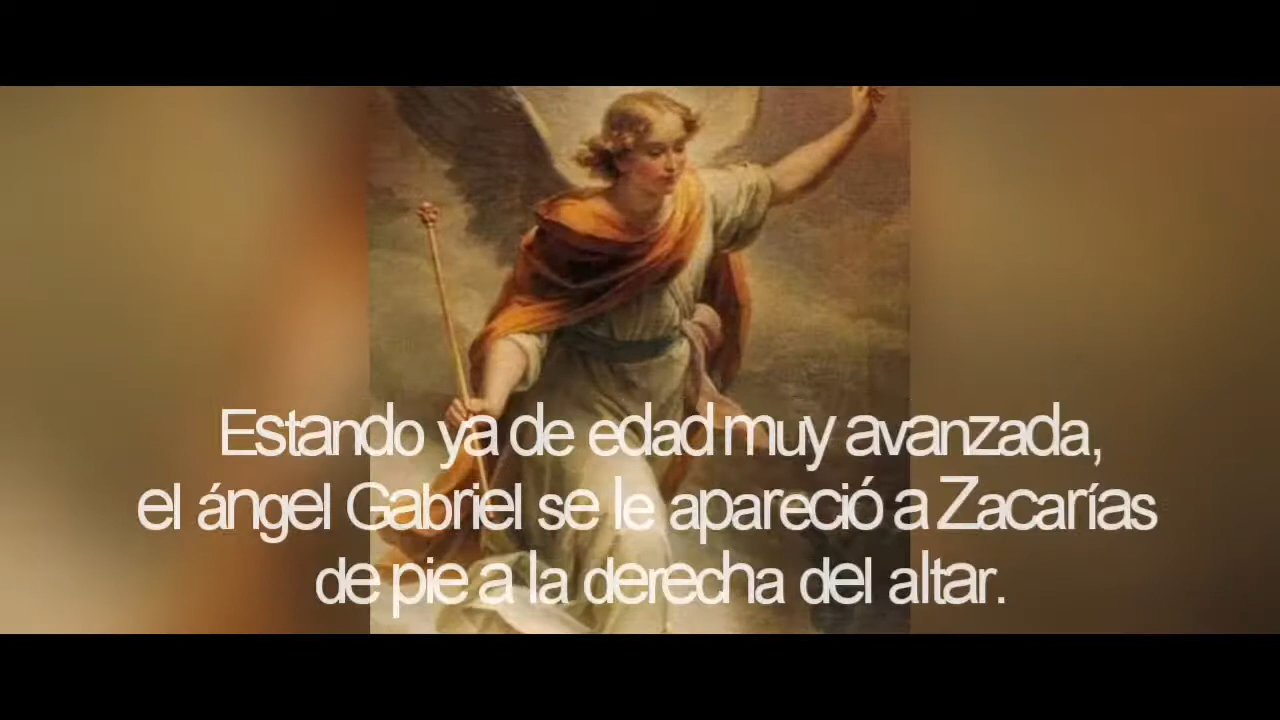 Estando ya de edad muy avanzada,
el ángel Gabriel se le apareció a Zacarías
de pie a la derecha del altar.